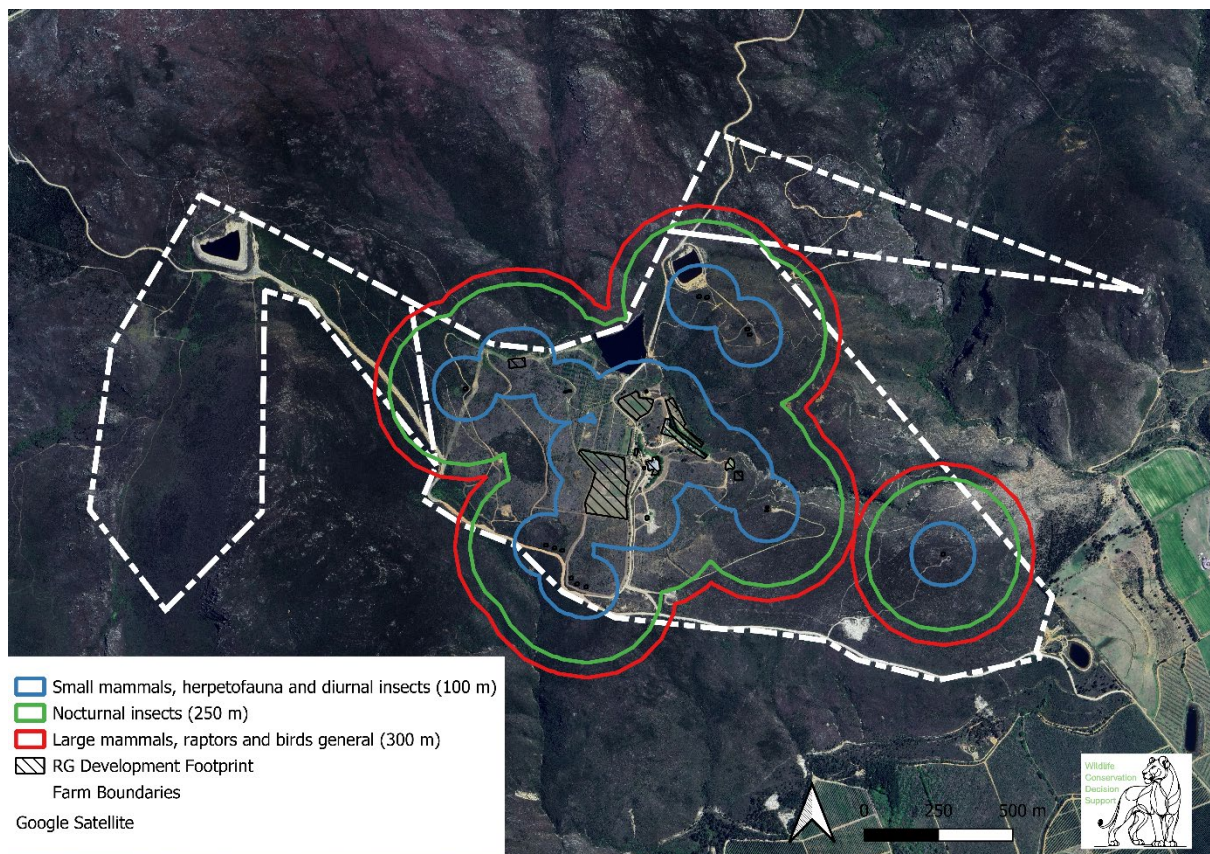 Small mammals, herpetofauna and diurnal insects (100 m)
Nocturnal insects (250 m)
Large mammals, raptors and birds general (300 m)
RG Development Footprint
Farm Boundaries
Google Satellite
0 250 500 m
Wildlife
Conservation
Decision
Support